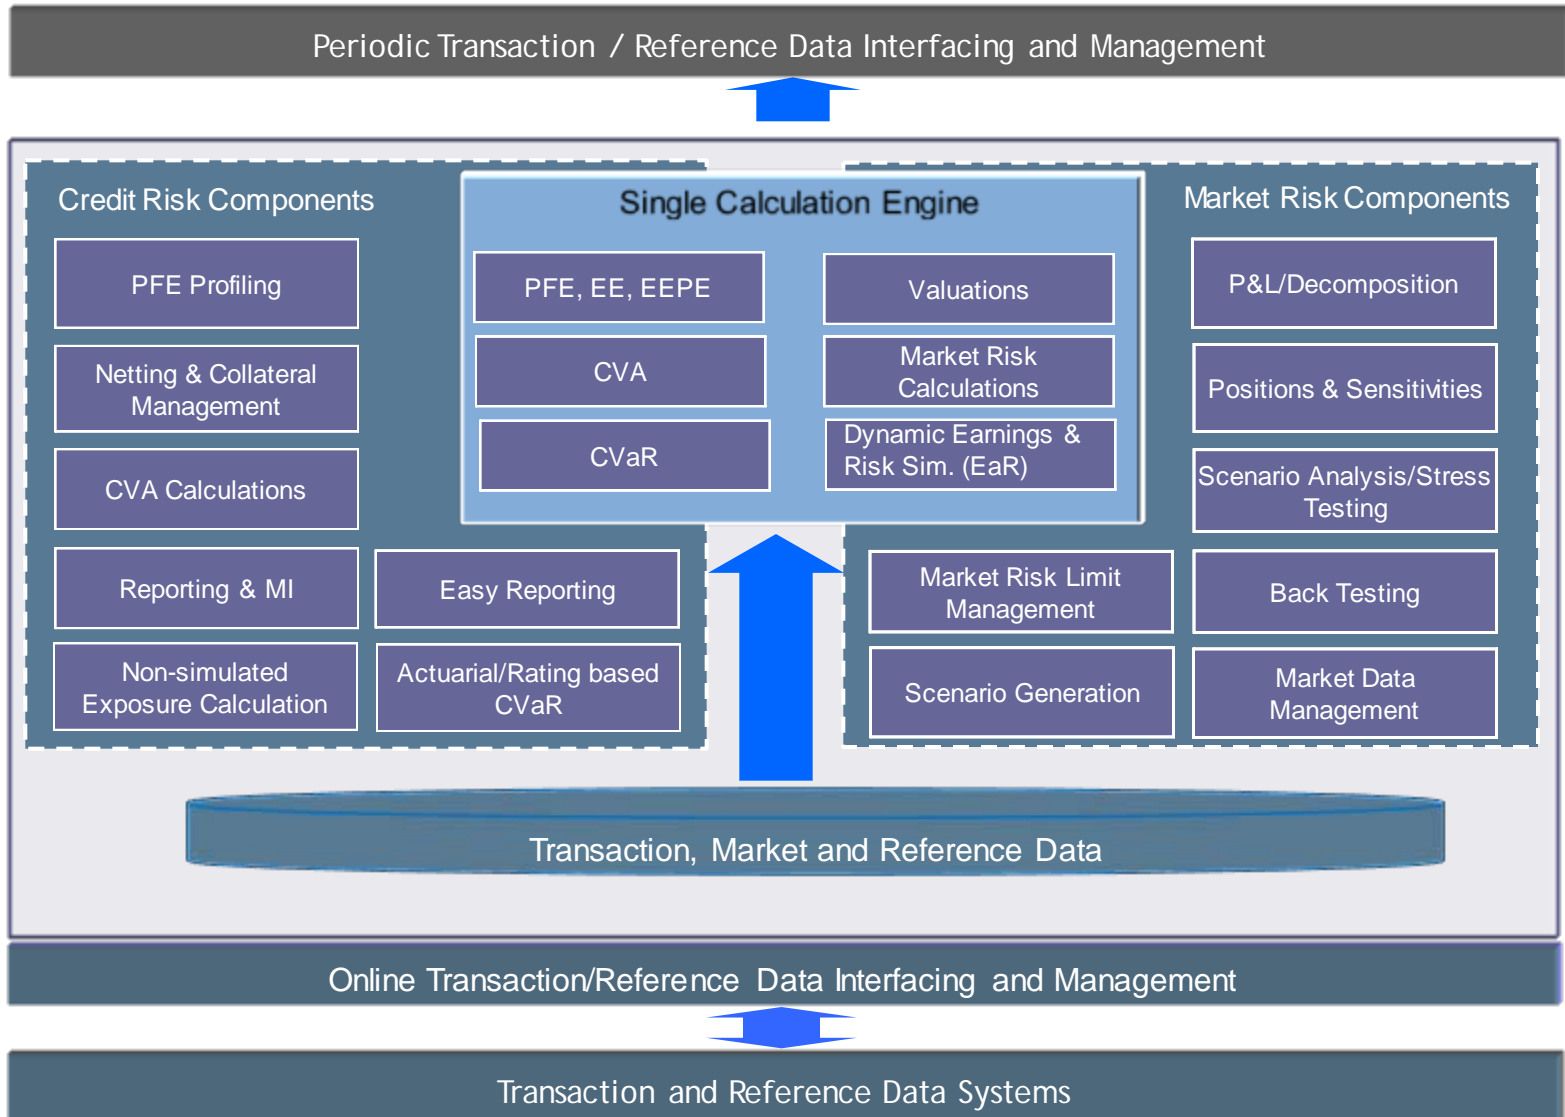 Periodic Transaction / Reference Data Interfacing and Management
Credit Risk Components
PFE Profiling
Netting & Collateral
Management
CVA Calculations
Reporting & MI
Easy Reporting
Non-simulated
Exposure Calculation
Actuarial/Rating based
CVaR
Single Calculation Engine
PFE, EE, EEPE
Valuations
CVA
Market Risk
Calculations
CVaR
Dynamic Earnings &
Risk Sim. (EaR)
Market Risk Components
P&L/Decomposition
Positions & Sensitivities
Scenario Analysis/Stress
Testing
Market Risk Limit
Management
Back Testing
Scenario Generation
Market Data
Management
Transaction, Market and Reference Data
Online Transaction/Reference Data Interfacing and Management
Transaction and Reference Data Systems